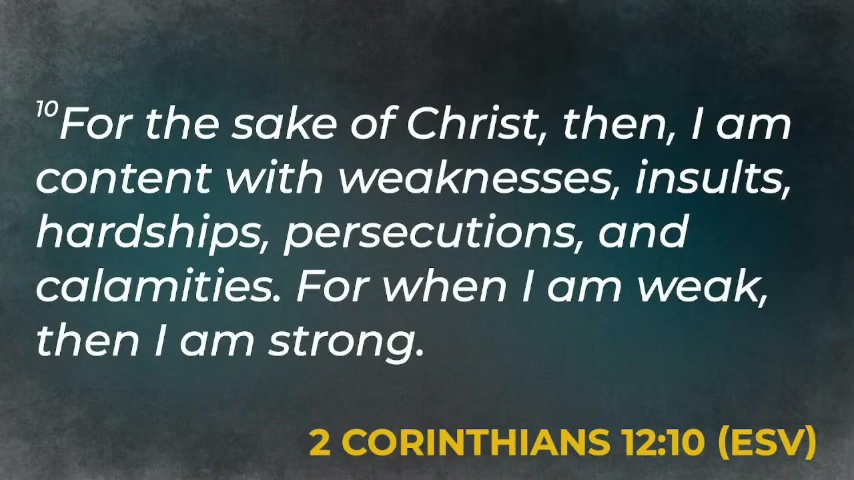 ¹⁰For the sake of Christ, then, I am
content with weaknesses, insults,
hardships, persecutions, and
calamities. For when I am weak,
then I am strong.
2 CORINTHIANS 12:10 (ESV)